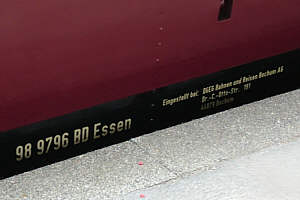 98 9796 BD Essen
Eingestellt bei: DGEG Bahnen und Reisen Bochum AG
Dr.-C.-Otto-Str. 191
44879 Bochum